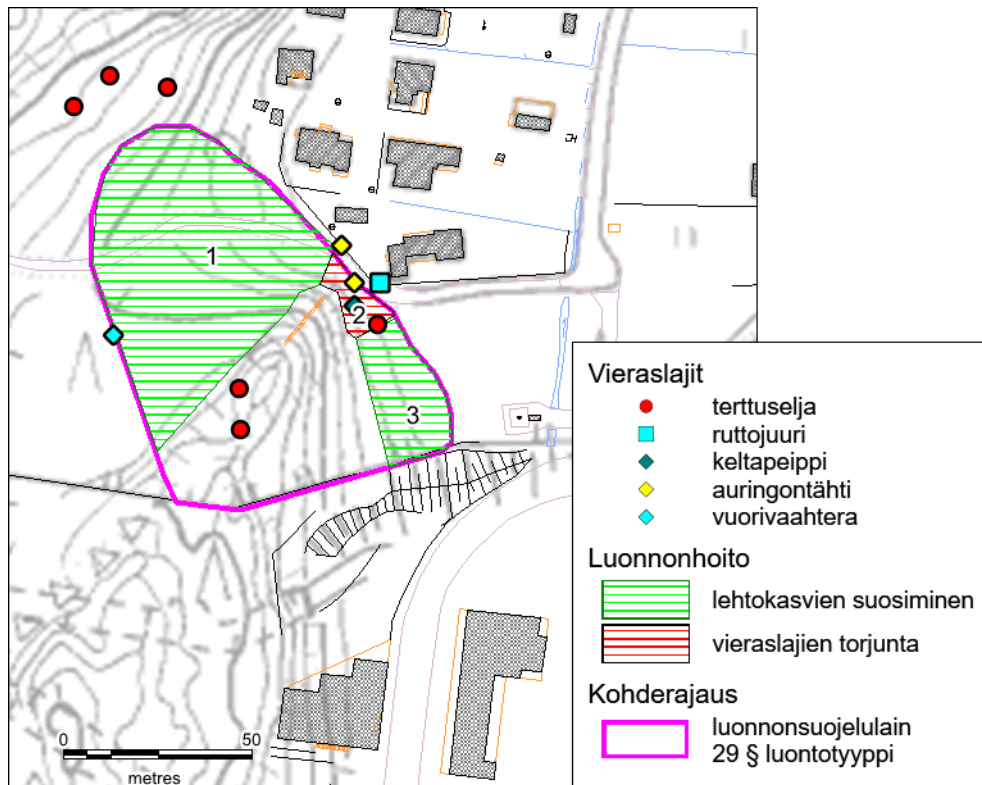 1
2
3
0
50
metres
Vieraslajit
terttuselja
ruttojuuri
keltapeippi
auringontähti
vuorivaahtera
Luonnonhoito
lehtokasvien suosiminen
vieraslajien torjunta
Kohderajaus
luonnonsuojelulain
29 § luontotyyppi